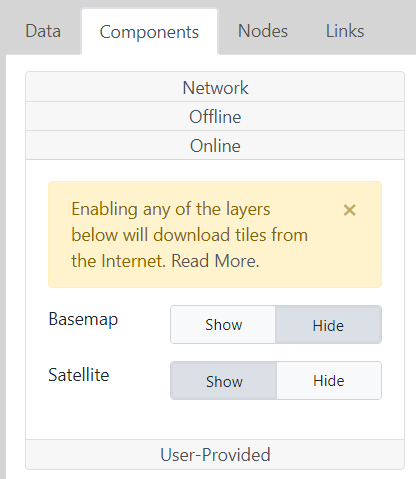 Data Components Nodes Links
Network
Offline
Online
Enabling any of the layers ×
below will download tiles from
the Internet. Read More.
Basemap Show Hide
Satellite Show Hide
User-Provided